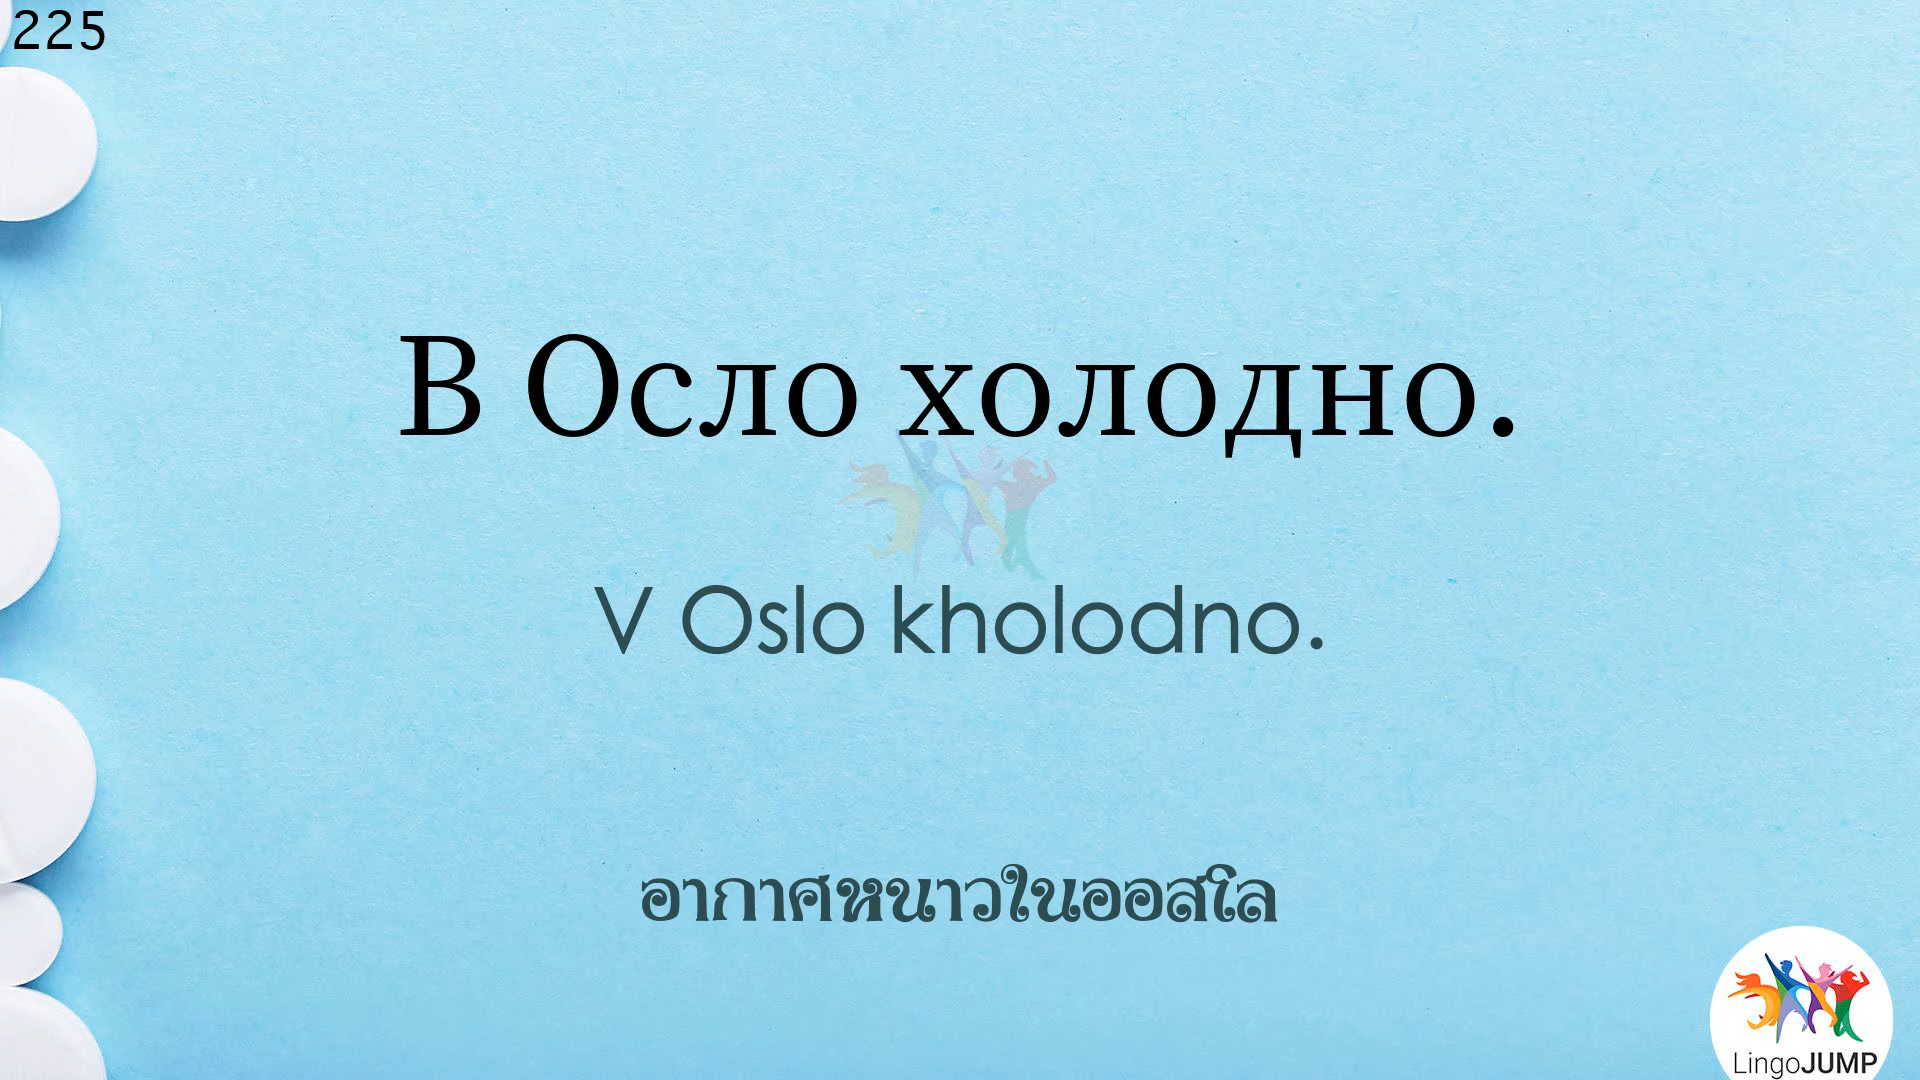 225
В Осло холодно.
V Oslo kholodno.
อากาศหนาวในออสโล
LingoJUMP